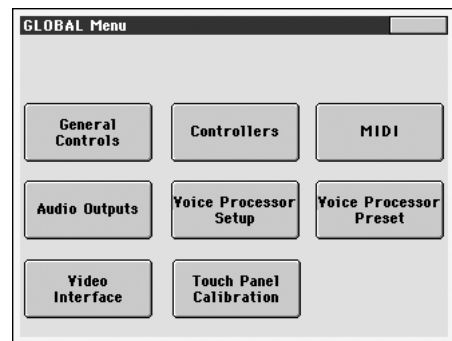 GLOBAL Menu
General
Controls
Controllers
MIDI
Audio Outputs
Voice Processor
Setup
Voice Processor
Preset
Video
Interface
Touch Panel
Calibration